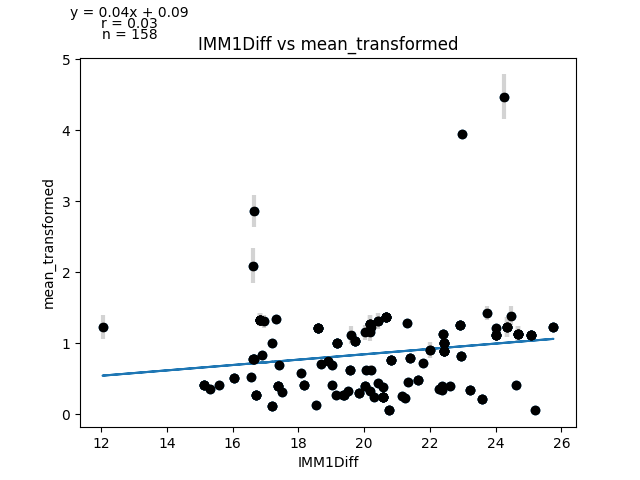 y = 0.04x + 0.09
r = 0.03
n = 158
IMM1Diff vs mean_transformed
5
4
3
2
1
0
mean_transformed
12 14 16 18 20 22 24 26
IMM1Diff